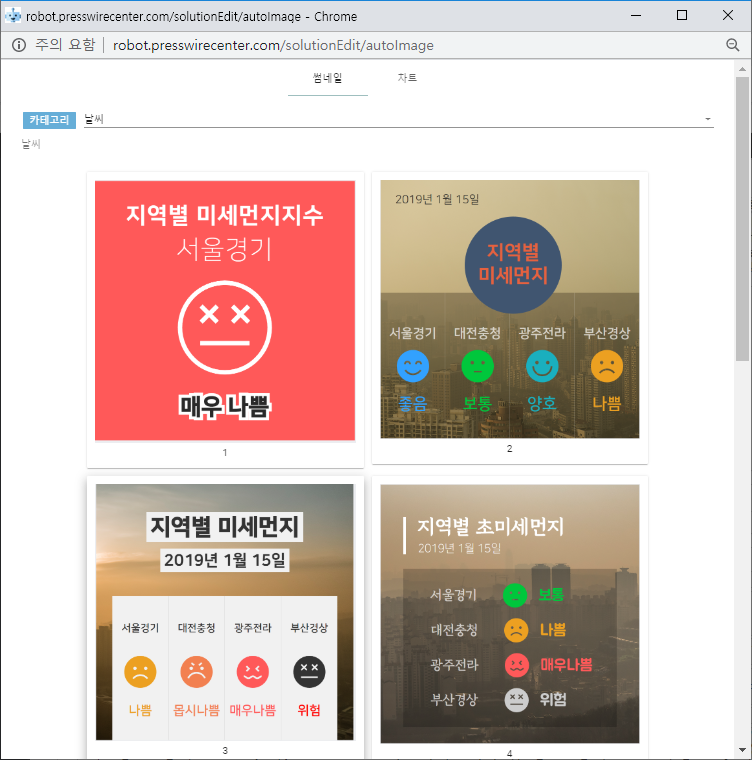 robot.presswirecenter.com/solutionEdit/autoImage - Chrome
주의 요함 robot.presswirecenter.com/solutionEdit/autoImage
썸네일 차트
카테고리 날씨
날씨
지역별 미세먼지지수
서울경기
매우 나쁨
1
2019년 1월 15일
지역별
미세먼지
서울경기 대전충청 광주전라 부산경상
좋음 보통 양호 나쁨
2
지역별 미세먼지
2019년 1월 15일
서울경기 대전충청 광주전라 부산경상
나쁨 몹시나쁨 매우나쁨 위험
3
지역별 초미세먼지
2019년 1월 15일
서울경기 보통
대전충청 나쁨
광주전라 매우나쁨
부산경상 위험
4